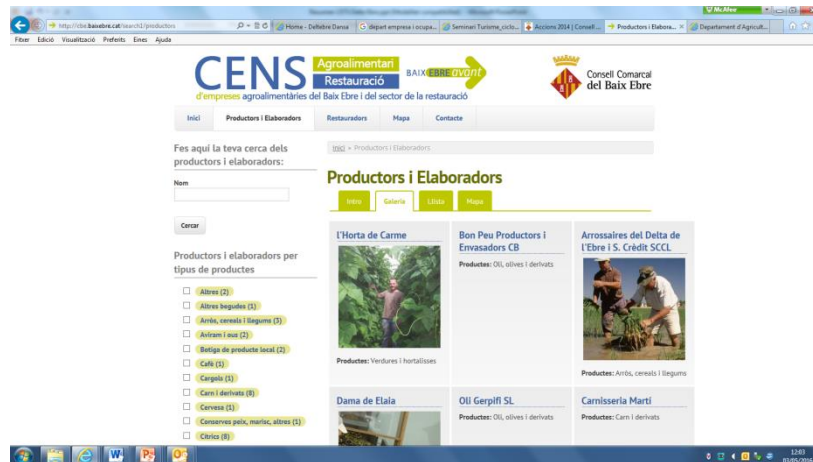 McAfee
http://cbe.baixebre.cat/search1/productors
Home - Deltebre Dansa
G depart empresa i ocupa...
Seminari Turisme_ciclo...
Accions 2014 | Consell ...
Productors i Elabora...
Departament d'Agricult...
Fitxer Edició Visualització Preferits Eines Ajuda
CENS Agroalimentari Restauració BAIX EBRE avant
d'empreses agroalimentàries del Baix Ebre i del sector de la restauració
Consell Comarcal
del Baix Ebre
Inici Productors i Elaboradors Restauradors Mapa Contacte
Fes aquí la teva cerca dels
productors i elaboradors:
Nom
Cercar
Productors i elaboradors per
tipus de productes
Altres (2)
Altres begudes (1)
Arròs, cereals i llegums (3)
Aviram i ous (2)
Botiga de producte local (2)
Cafè (1)
Cargols (1)
Carn i derivats (8)
Cervesa (1)
Conserves peix, marisc, altres (1)
Cítrics (8)
Inici » Productors i Elaboradors
Productors i Elaboradors
Intro Galeria Llista Mapa
l'Horta de Carme
Productes: Verdures i hortalisses
Bon Peu Productors i
Envasadors CB
Productes: Oli, olives i derivats
Arrossaires del Delta de
l'Ebre i S. Crèdit SCCL
Productes: Arròs, cereals i llegums
Dama de Elaia
Oli Gerpifi SL
Productes: Oli, olives i derivats
Carnisseria Martí
Productes: Carn i derivats
12:03
03/05/2016